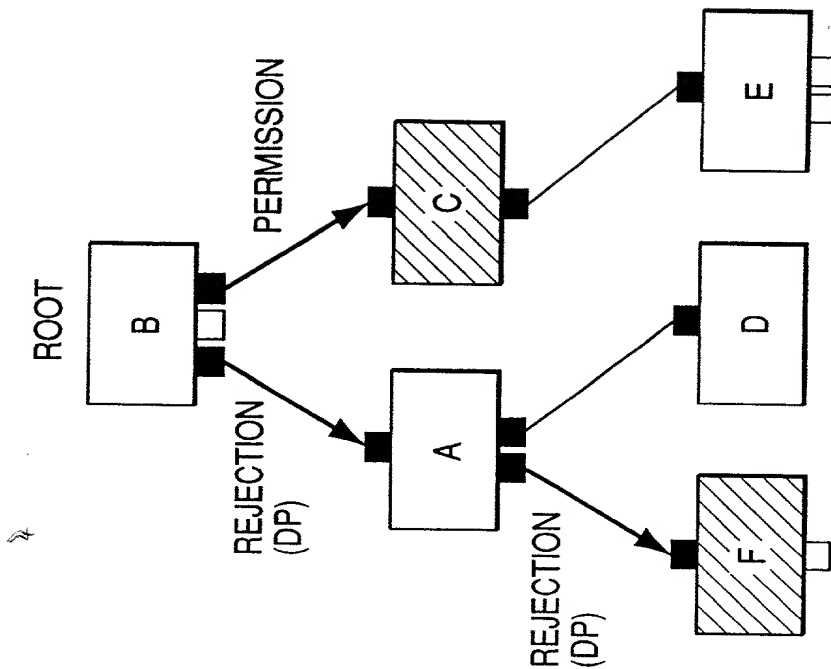 ROOT
B
REJECTION
(DP)
PERMISSION
A
C
REJECTION
(DP)
F
D
E